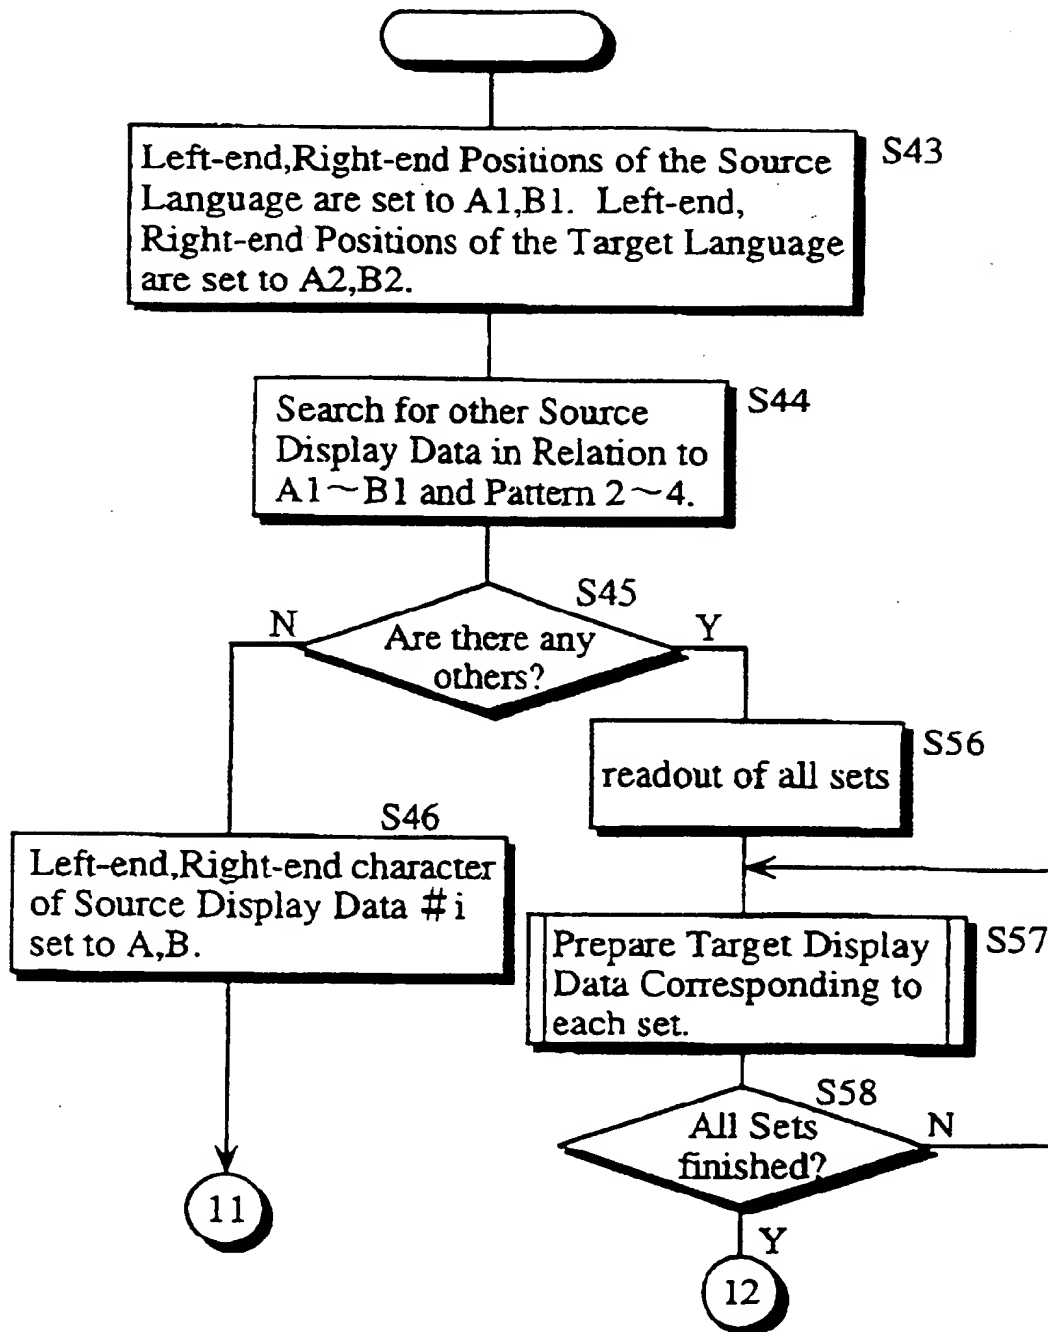 S43
Left-end,Right-end Positions of the Source
Language are set to A1,B1. Left-end,
Right-end Positions of the Target Language
are set to A2,B2.
S44
Search for other Source
Display Data in Relation to
A1~B1 and Pattern 2~4.
S45
N
Y
Are there any
others?
S56
readout of all sets
S46
Left-end,Right-end character
of Source Display Data #i
set to A,B.
S57
Prepare Target Display
Data Corresponding to
each set.
S58
All Sets
finished?
N
Y
11
12